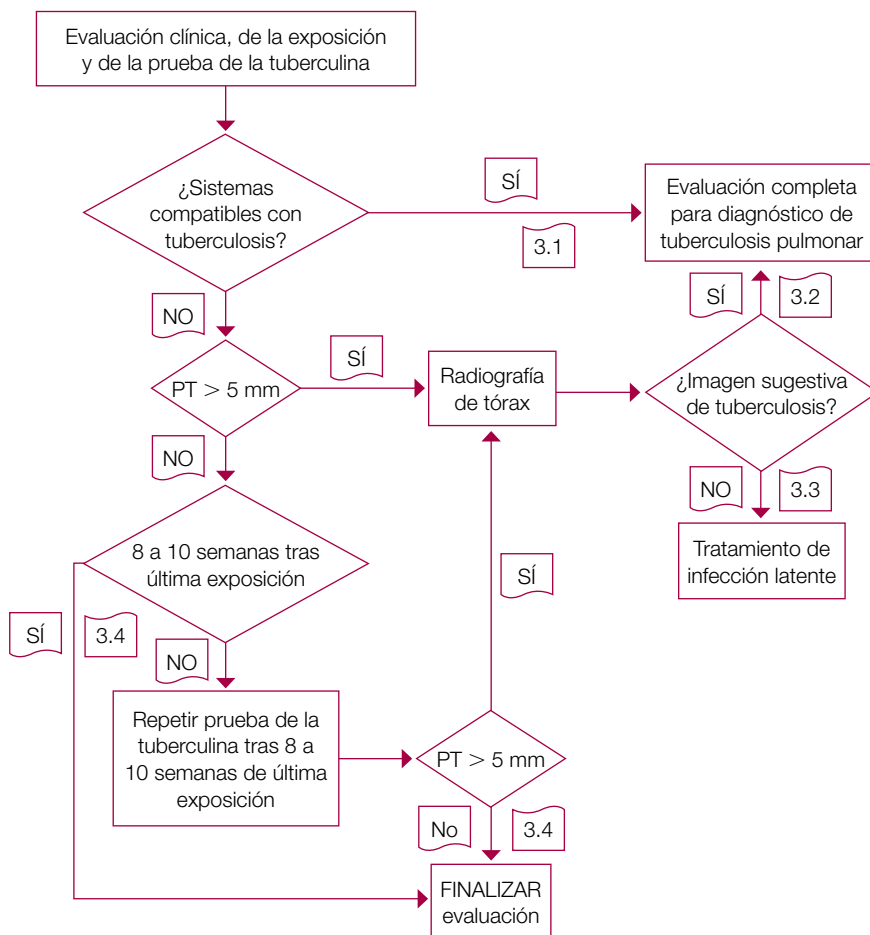 Evaluación clínica, de la exposición
y de la prueba de la tuberculina
¿Sistemas
compatibles con
tuberculosis?
SÍ
3.1
Evaluación completa
para diagnóstico de
tuberculosis pulmonar
NO
SÍ
3.2
PT > 5 mm
SÍ
Radiografía
de tórax
¿Imagen sugestiva
de tuberculosis?
NO
NO
3.3
8 a 10 semanas tras
última exposición
Tratamiento de
infección latente
SÍ
SÍ
3.4
NO
Repetir prueba de la
tuberculina tras 8 a
10 semanas de última
exposición
PT > 5 mm
No
3.4
FINALIZAR
evaluación